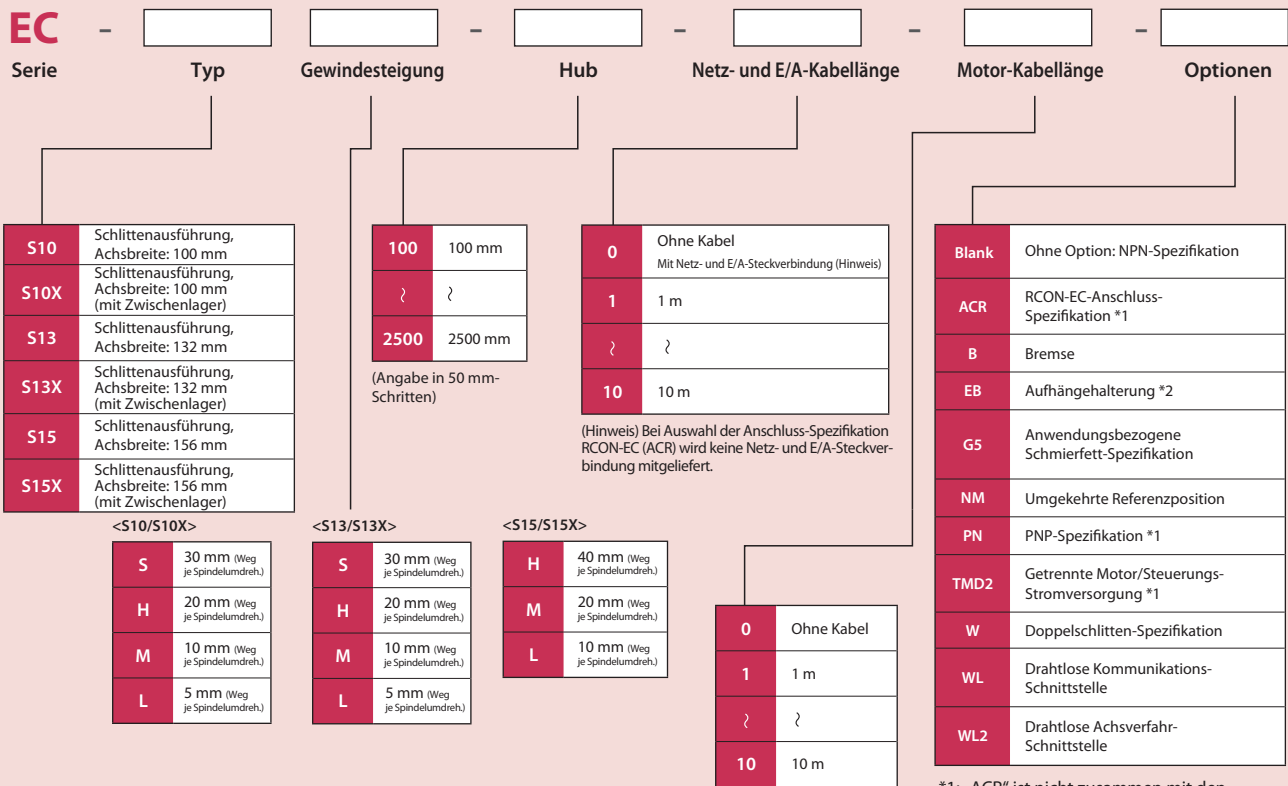 EC – – – – –
Serie Typ Gewindesteigung Hub Netz- und E/A-Kabellänge Motor-Kabellänge Optionen
S10 Schlittenausführung,
Achsbreite: 100 mm
S10X Schlittenausführung,
Achsbreite: 100 mm
(mit Zwischenlager)
S13 Schlittenausführung,
Achsbreite: 132 mm
S13X Schlittenausführung,
Achsbreite: 132 mm
(mit Zwischenlager)
S15 Schlittenausführung,
Achsbreite: 156 mm
S15X Schlittenausführung,
Achsbreite: 156 mm
(mit Zwischenlager)
100 100 mm
≀ ≀
2500 2500 mm
(Angabe in 50 mm-
Schritten)
0 Ohne Kabel
Mit Netz- und E/A-Steckverbindung (Hinweis)
1 1 m
≀ ≀
10 10 m
(Hinweis) Bei Auswahl der Anschluss-Spezifikation
RCON-EC (ACR) wird keine Netz- und E/A-Steckver-
bindung mitgeliefert.
<S10/S10X>
S 30 mm (Weg
je Spindelumdreh.)
H 20 mm (Weg
je Spindelumdreh.)
M 10 mm (Weg
je Spindelumdreh.)
L 5 mm (Weg
je Spindelumdreh.)
<S13/S13X>
S 30 mm (Weg
je Spindelumdreh.)
H 20 mm (Weg
je Spindelumdreh.)
M 10 mm (Weg
je Spindelumdreh.)
L 5 mm (Weg
je Spindelumdreh.)
<S15/S15X>
H 40 mm (Weg
je Spindelumdreh.)
M 20 mm (Weg
je Spindelumdreh.)
L 10 mm (Weg
je Spindelumdreh.)
0 Ohne Kabel
1 1 m
≀ ≀
10 10 m
Blank Ohne Option: NPN-Spezifikation
ACR RCON-EC-Anschluss-
Spezifikation *1
B Bremse
EB Aufhängehalterung *2
G5 Anwendungsbezogene
Schmierfett-Spezifikation
NM Umgekehrte Referenzposition
PN PNP-Spezifikation *1
TMD2 Getrennte Motor/Steuerungs-
Stromversorgung *1
W Doppelschlitten-Spezifikation
WL Drahtlose Kommunikations-
Schnittstelle
WL2 Drahtlose Achsverfahr-
Schnittstelle
*1: „ACR“ ist nicht zusammen mit den